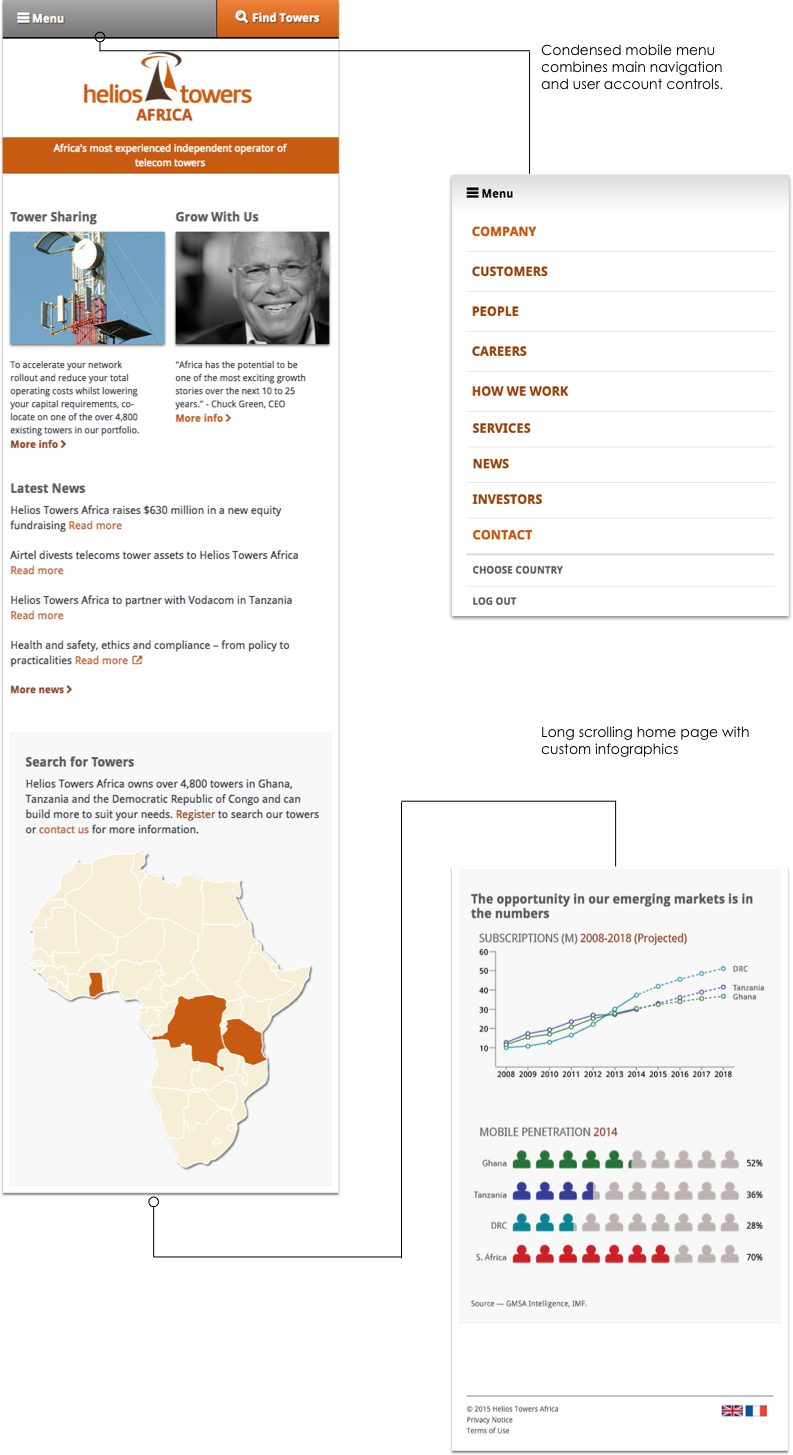 Menu
Find Towers
helios towers
AFRICA
Africa's most experienced independent operator of
telecom towers
Tower Sharing
To accelerate your network
rollout and reduce your total
operating costs whilst lowering
your capital requirements, co-
locate on one of the over 4,800
existing towers in our portfolio.
More info
Grow With Us
"Africa has the potential to be
one of the most exciting growth
stories over the next 10 to 25
years." - Chuck Green, CEO
More info
Latest News
Helios Towers Africa raises $630 million in a new equity
fundraising Read more
Airtel divests telecoms tower assets to Helios Towers Africa
Read more
Helios Towers Africa to partner with Vodacom in Tanzania
Read more
Health and safety, ethics and compliance – from policy to
practicalities Read more
More news
Search for Towers
Helios Towers Africa owns over 4,800 towers in Ghana,
Tanzania and the Democratic Republic of Congo and can
build more to suit your needs. Register to search our towers
or contact us for more information.
Condensed mobile menu
combines main navigation
and user account controls.
Menu
COMPANY
CUSTOMERS
PEOPLE
CAREERS
HOW WE WORK
SERVICES
NEWS
INVESTORS
CONTACT
CHOOSE COUNTRY
LOG OUT
Long scrolling home page with
custom infographics
The opportunity in our emerging markets is in
the numbers
SUBSCRIPTIONS (M) 2008-2018 (Projected)
60
50
40
30
20
10
DRC
Tanzania
Ghana
2008 2009 2010 2011 2012 2013 2014 2015 2016 2017 2018
MOBILE PENETRATION 2014
Ghana 52%
Tanzania 36%
DRC 28%
S. Africa 70%
Source — GMSA Intelligence, IMF.
© 2015 Helios Towers Africa
Privacy Notice
Terms of Use